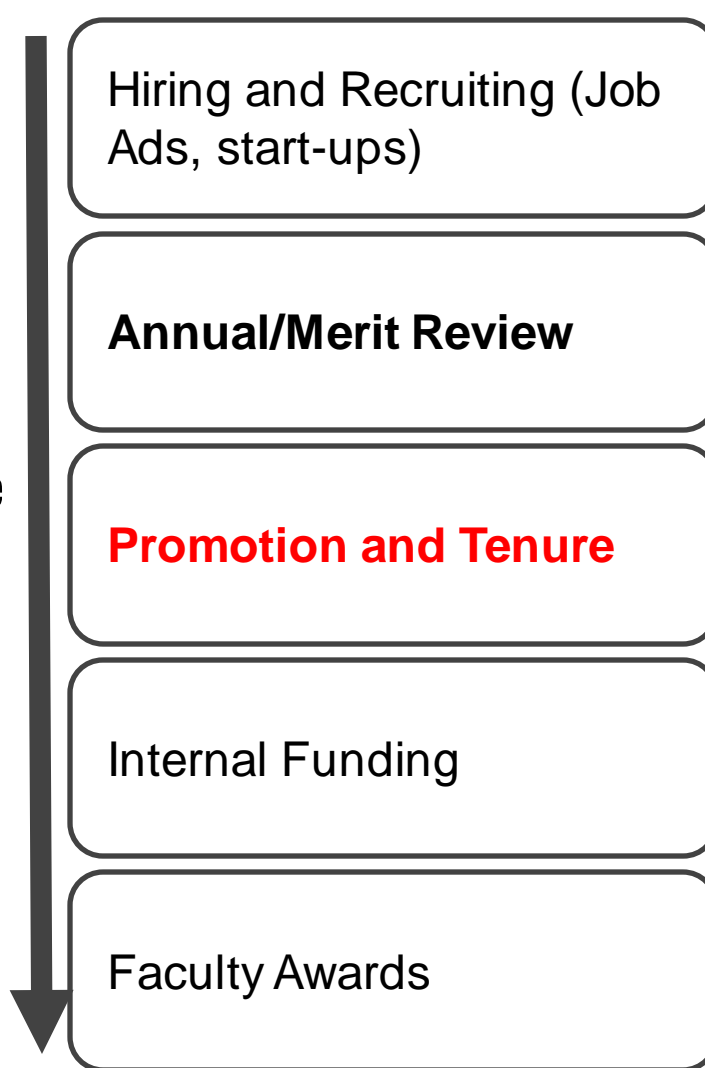 Hiring and Recruiting (Job
Ads, start-ups)
Annual/Merit Review
Promotion and Tenure
Internal Funding
Faculty Awards